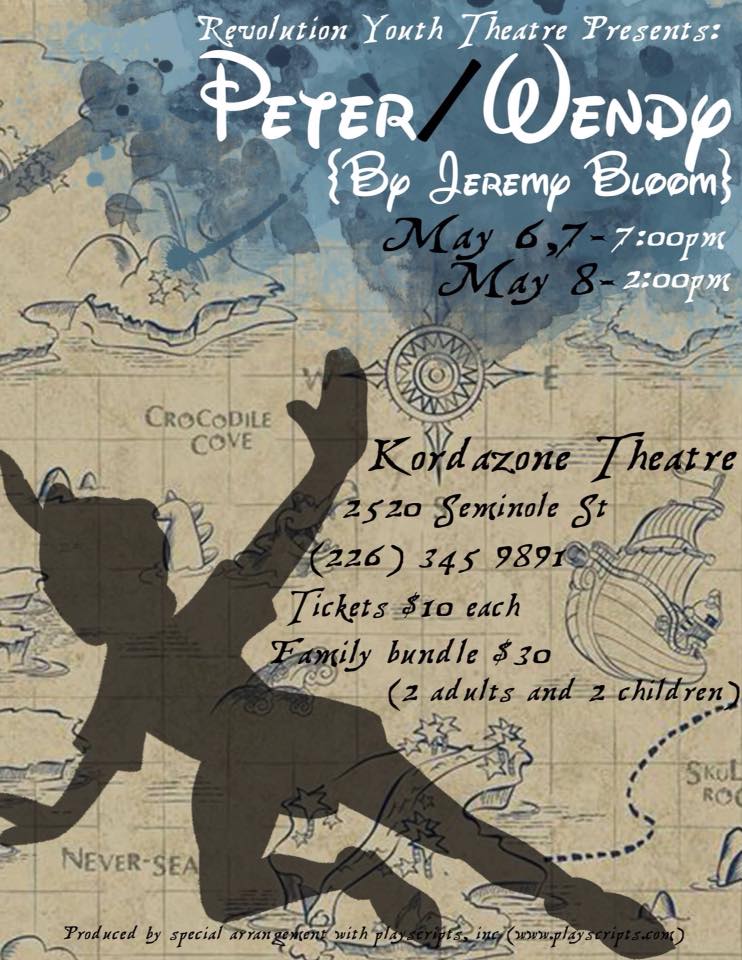 Revolution Youth Theatre Presents:
Peter/Wendy
{By Jeremy Bloom}
May 6,7-7:00pm
May 8-2:00pm
W
E
Crocodile
Cove
Kordazone Theatre
2520 Seminole St
(226) 345 9891
Tickets $10 each
Family bundle $30
(2 adults and 2 children)
Skul
Roc
Never-Sea
Produced by special arrangement with playscripts, inc (www.playscripts.com)